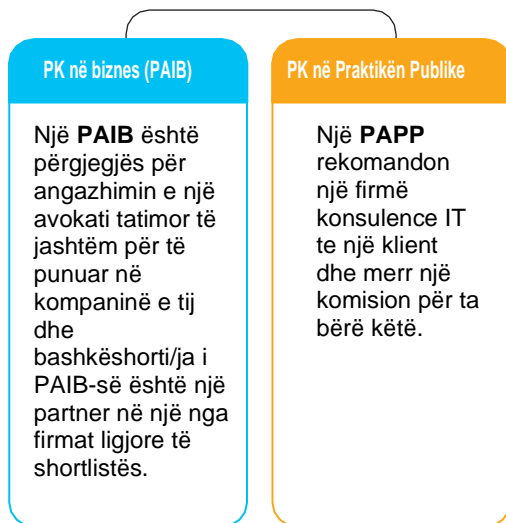 PK në biznes (PAIB)
Një PAIB është
përgjegjës për
angazhimin e një
avokati tatimor të
jashtëm për të
punuar në
kompaninë e tij
dhe
bashkëshorti/ja i
PAIB-së është një
partner në një nga
firmat ligjore të
shortlistës.
PK në Praktikën Publike
Një PAPP
rekomandon
një firmë
konsulence IT
te një klient
dhe merr një
komision për ta
bërë këtë.